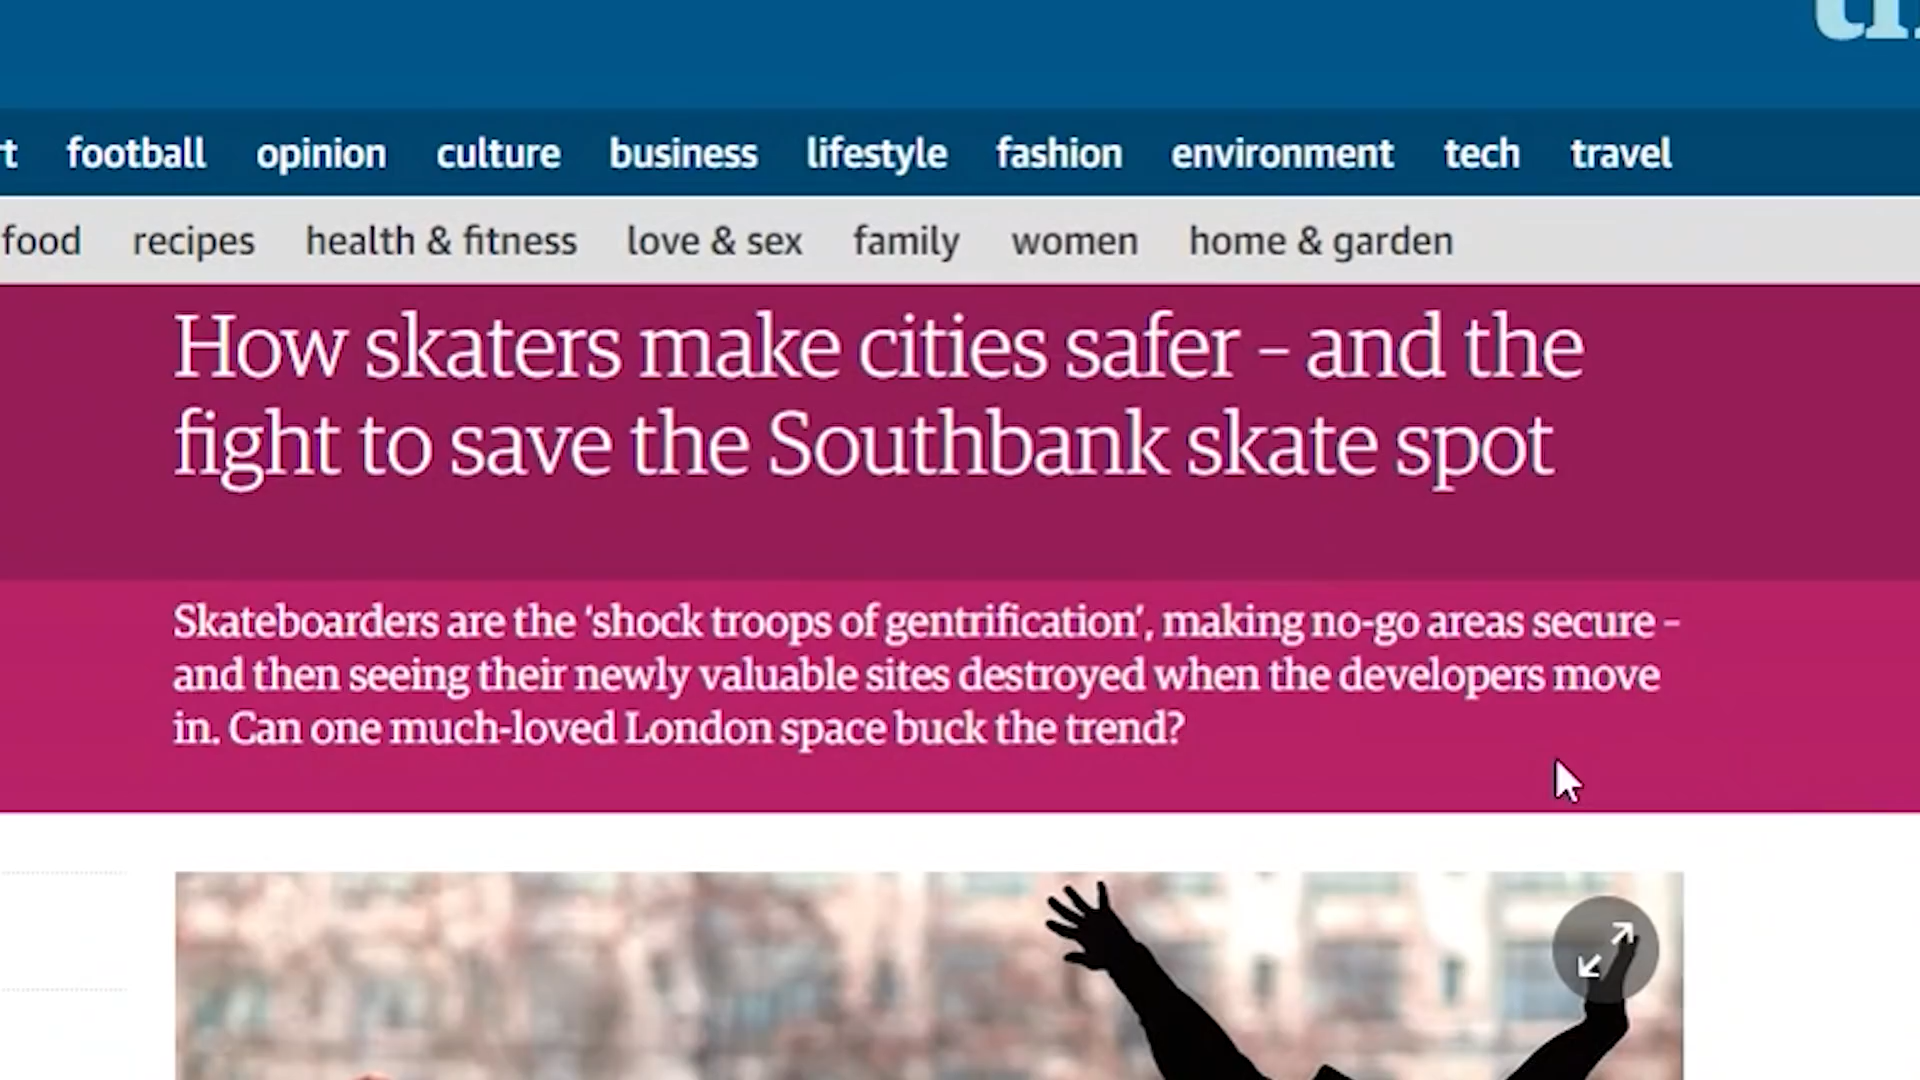 football opinion culture business lifestyle fashion environment tech travel
food recipes health & fitness love & sex family women home & garden
How skaters make cities safer – and the
fight to save the Southbank skate spot
Skateboarders are the ‘shock troops of gentrification’, making no-go areas secure –
and then seeing their newly valuable sites destroyed when the developers move
in. Can one much-loved London space buck the trend?